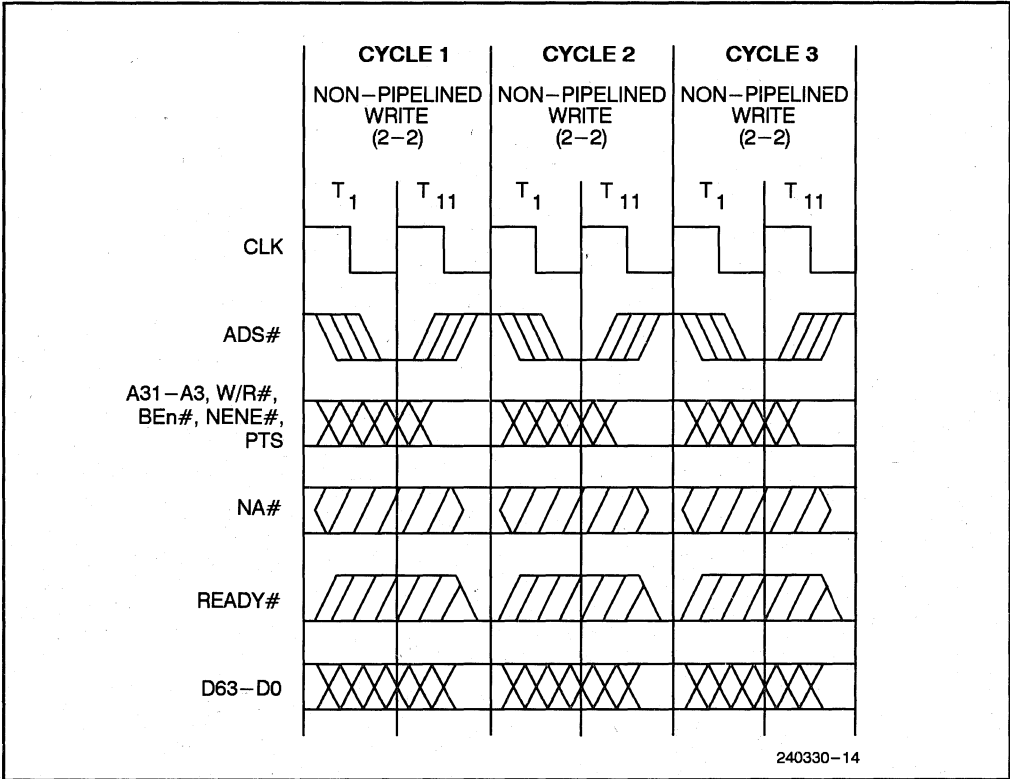 CYCLE 1 CYCLE 2 CYCLE 3
NON-PIPELINED NON-PIPELINED NON-PIPELINED
WRITE WRITE WRITE
(2-2) (2-2) (2-2)
T1 T11 T1 T11 T1 T11
CLK
ADS#
A31-A3, W/R#,
BEn#, NENE#,
PTS
NA#
READY#
D63-D0
240330-14